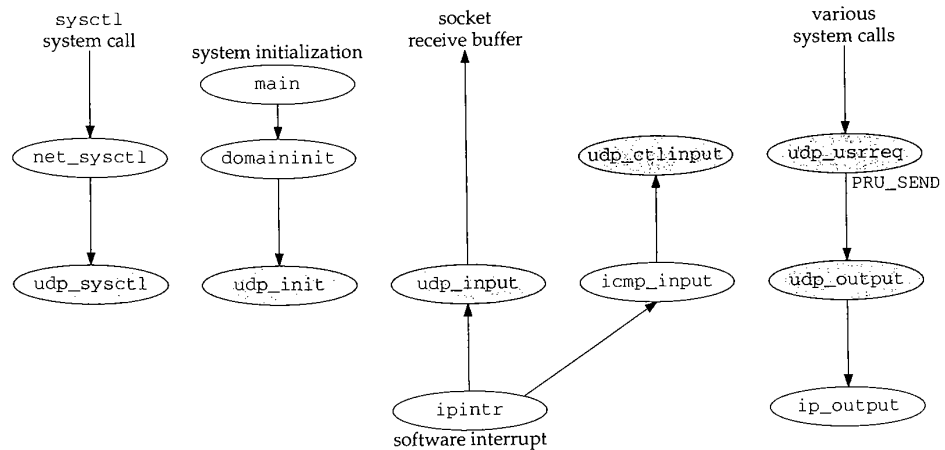 sysctl
system call
system initialization
main
socket
receive buffer
various
system calls
net_sysctl
domaininit
udp_ctlinput
udp_usrreq
PRU_SEND
udp_sysctl
udp_init
udp_input
icmp_input
udp_output
ipintr
software interrupt
ip_output